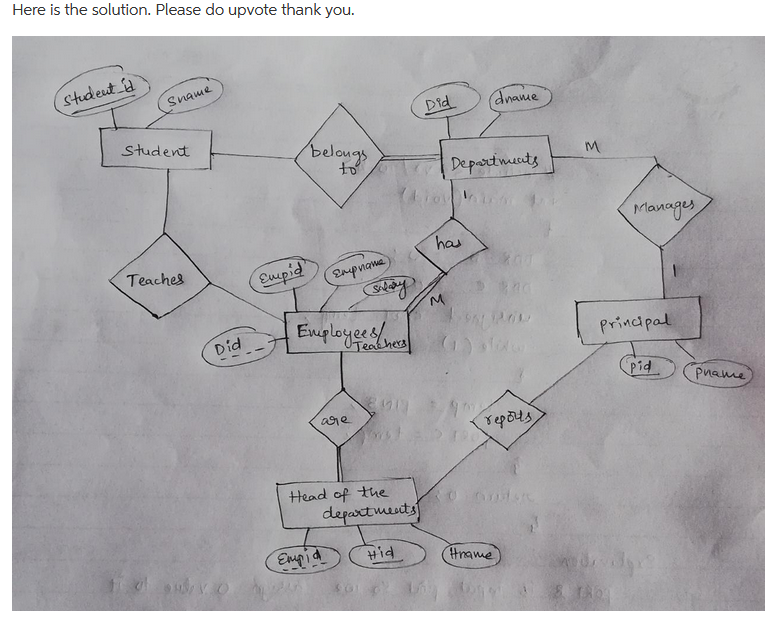 Here is the solution. Please do upvote thank you.
Student_id
Sname
Did
dname
Student
belongs
to
Departments
M
Manages
1
has
Teaches
Empid
Empname
Salary
M
1
Employees/
Teachers
Did
principal
pid
Pname
are
reports
Head of the
departments
Empid
Hid
Hname